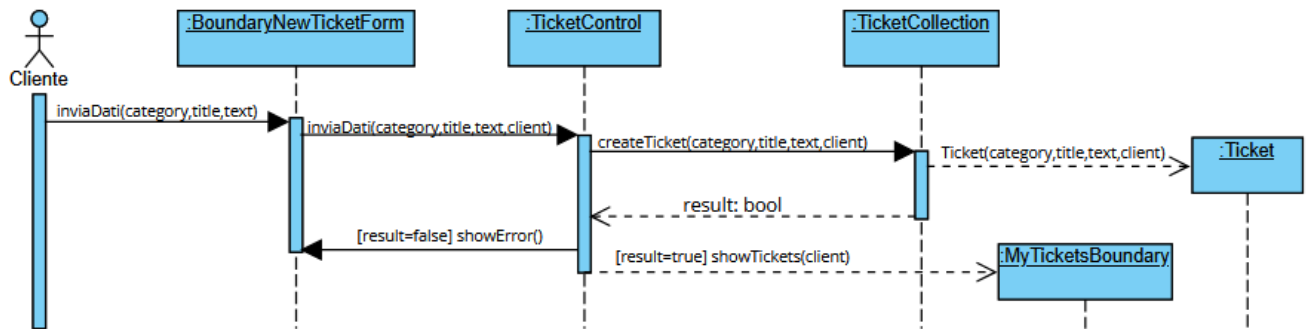 :BoundaryNewTicketForm
:TicketControl
:TicketCollection
Cliente
inviaDati(category,title,text)
inviaDati(category,title,text,client)
createTicket(category,title,text,client)
Ticket(category,title,text,client)
:Ticket
result: bool
[result=false] showError()
[result=true] showTickets(client)
:MyTicketsBoundary